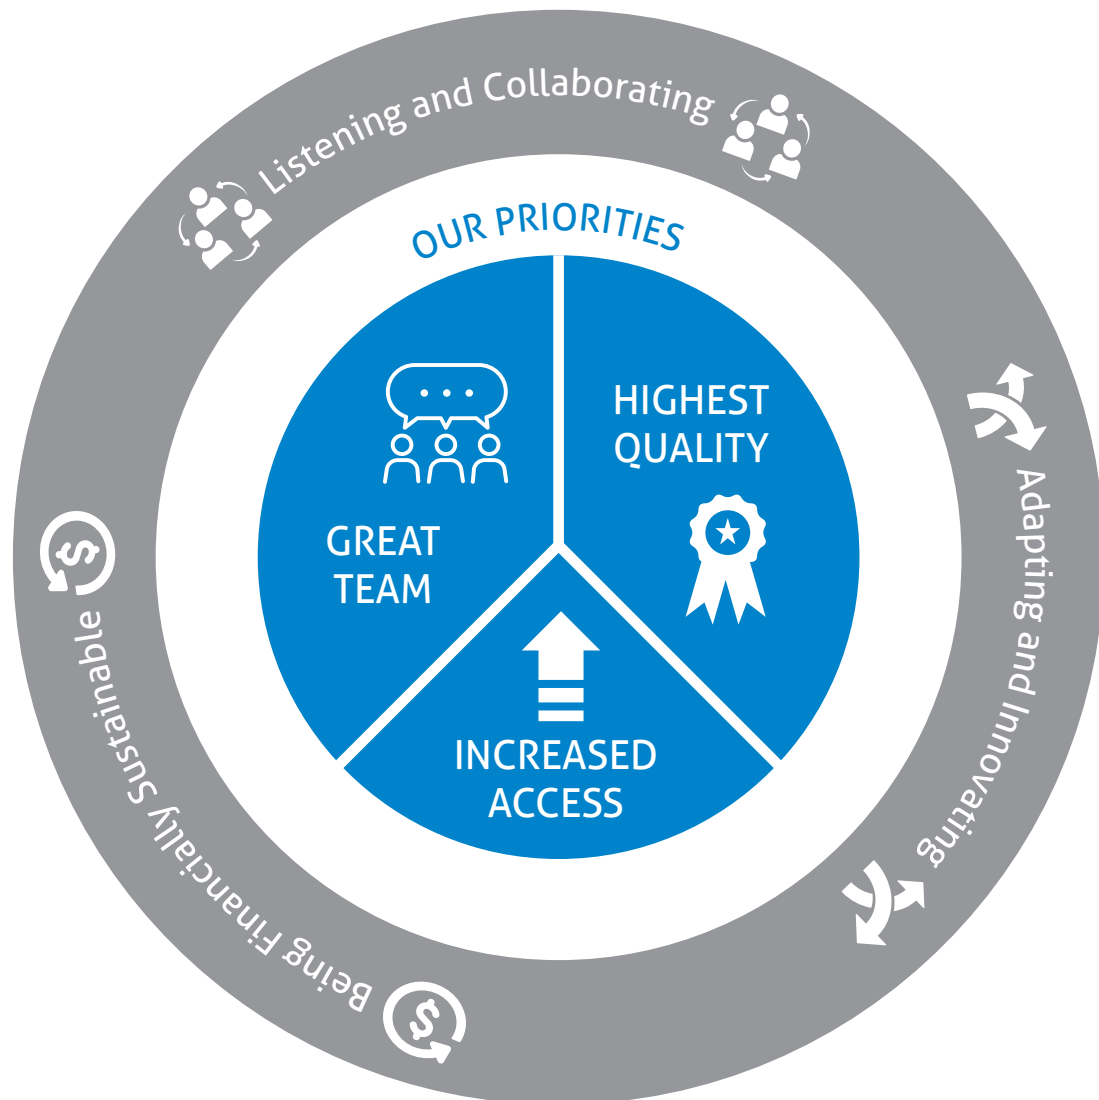 Listening and Collaborating
OUR PRIORITIES
HIGHEST
QUALITY
GREAT
TEAM
INCREASED
ACCESS
Adapting and Innovating
Being Financially Sustainable
$
$